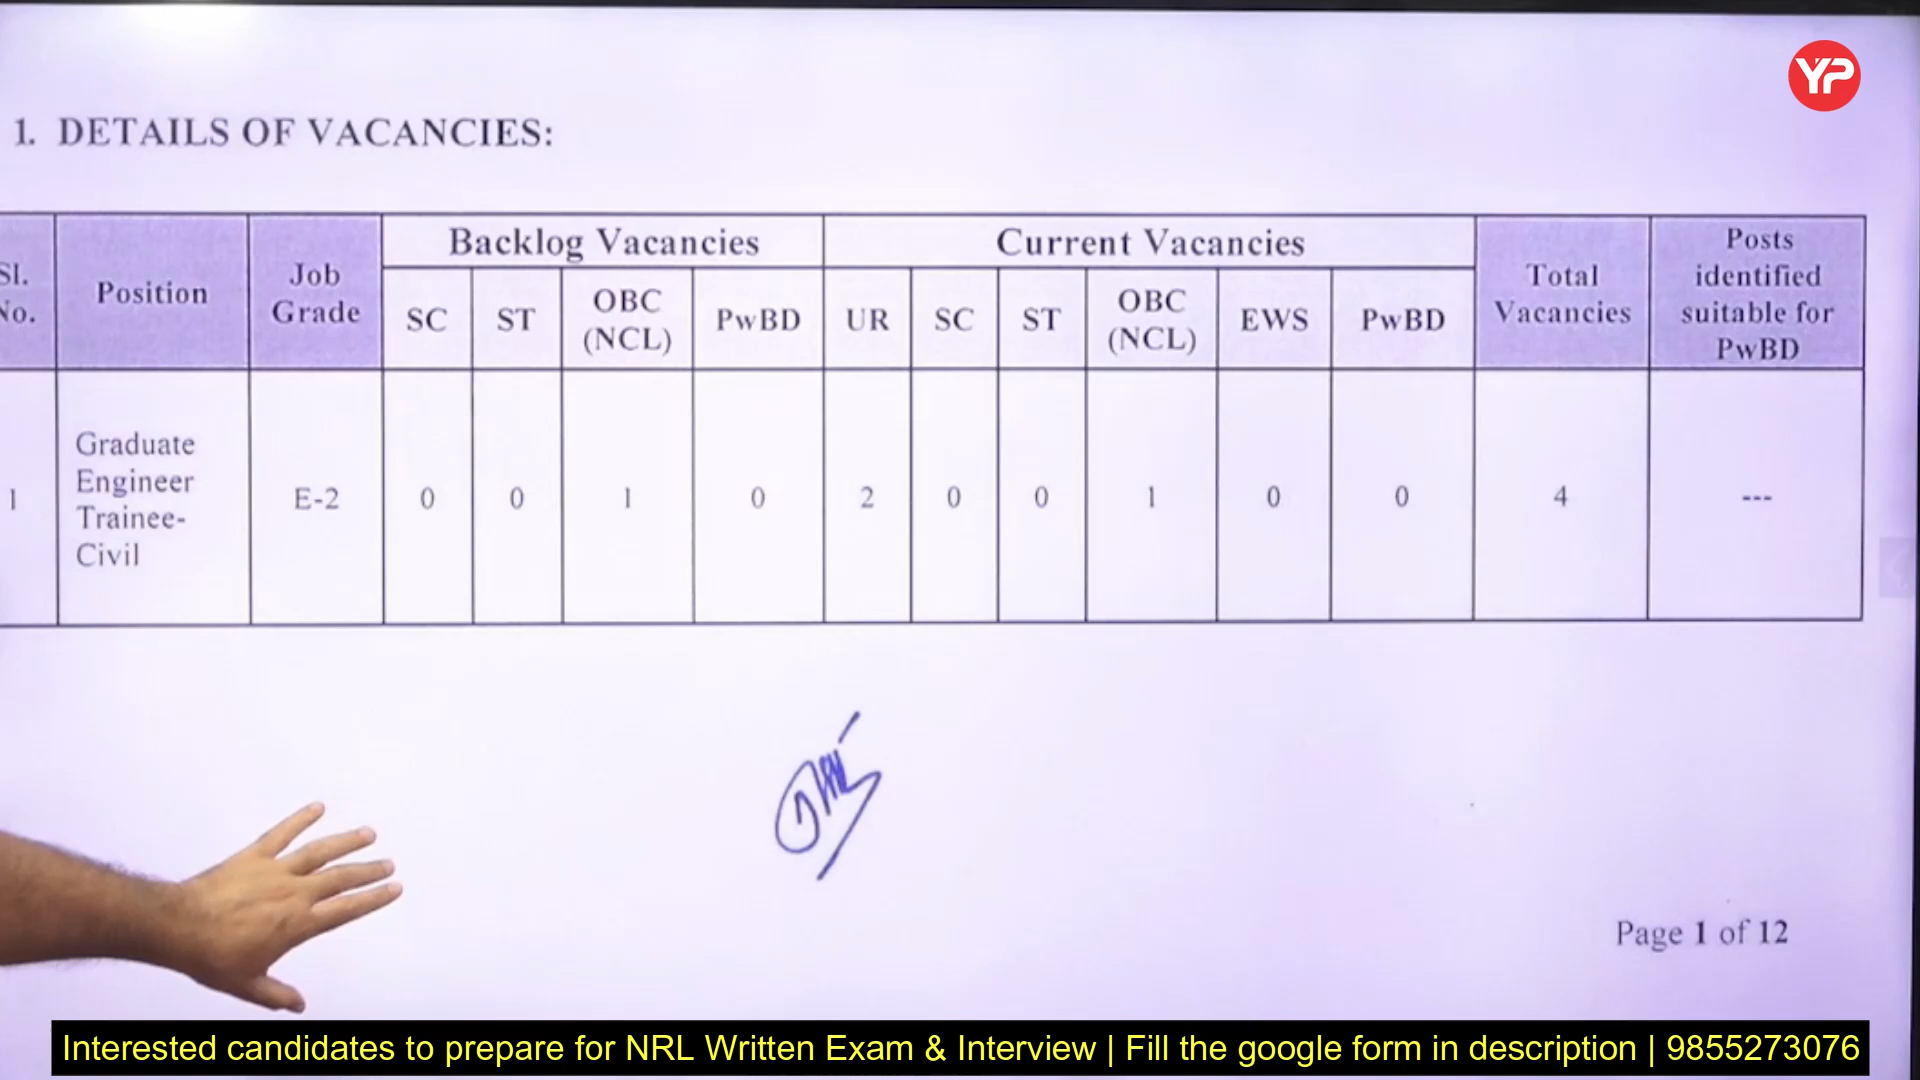 YP
1. DETAILS OF VACANCIES:
Sl. No.
Position
Job Grade
Backlog Vacancies
Current Vacancies
Total Vacancies
Posts identified suitable for PwBD
SC
ST
OBC (NCL)
PwBD
UR
SC
ST
OBC (NCL)
EWS
PwBD
1
Graduate
Engineer
Trainee-
Civil
E-2
0
0
1
0
2
0
0
1
0
0
4
---
Page 1 of 12
Interested candidates to prepare for NRL Written Exam & Interview | Fill the google form in description | 9855273076